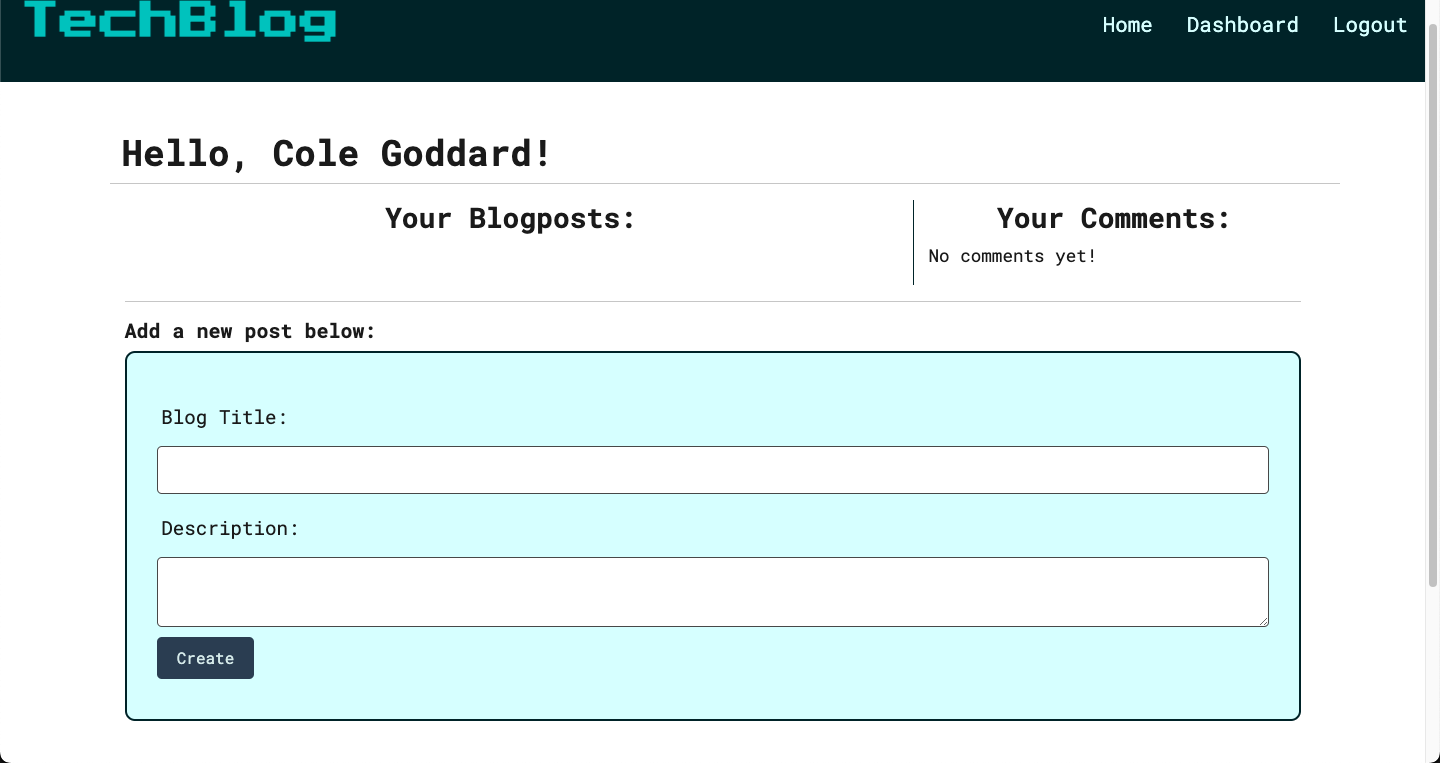 TechBlog
Home Dashboard Logout
Hello, Cole Goddard!
Your Blogposts:
Your Comments:
No comments yet!
Add a new post below:
Blog Title:
Description:
Create